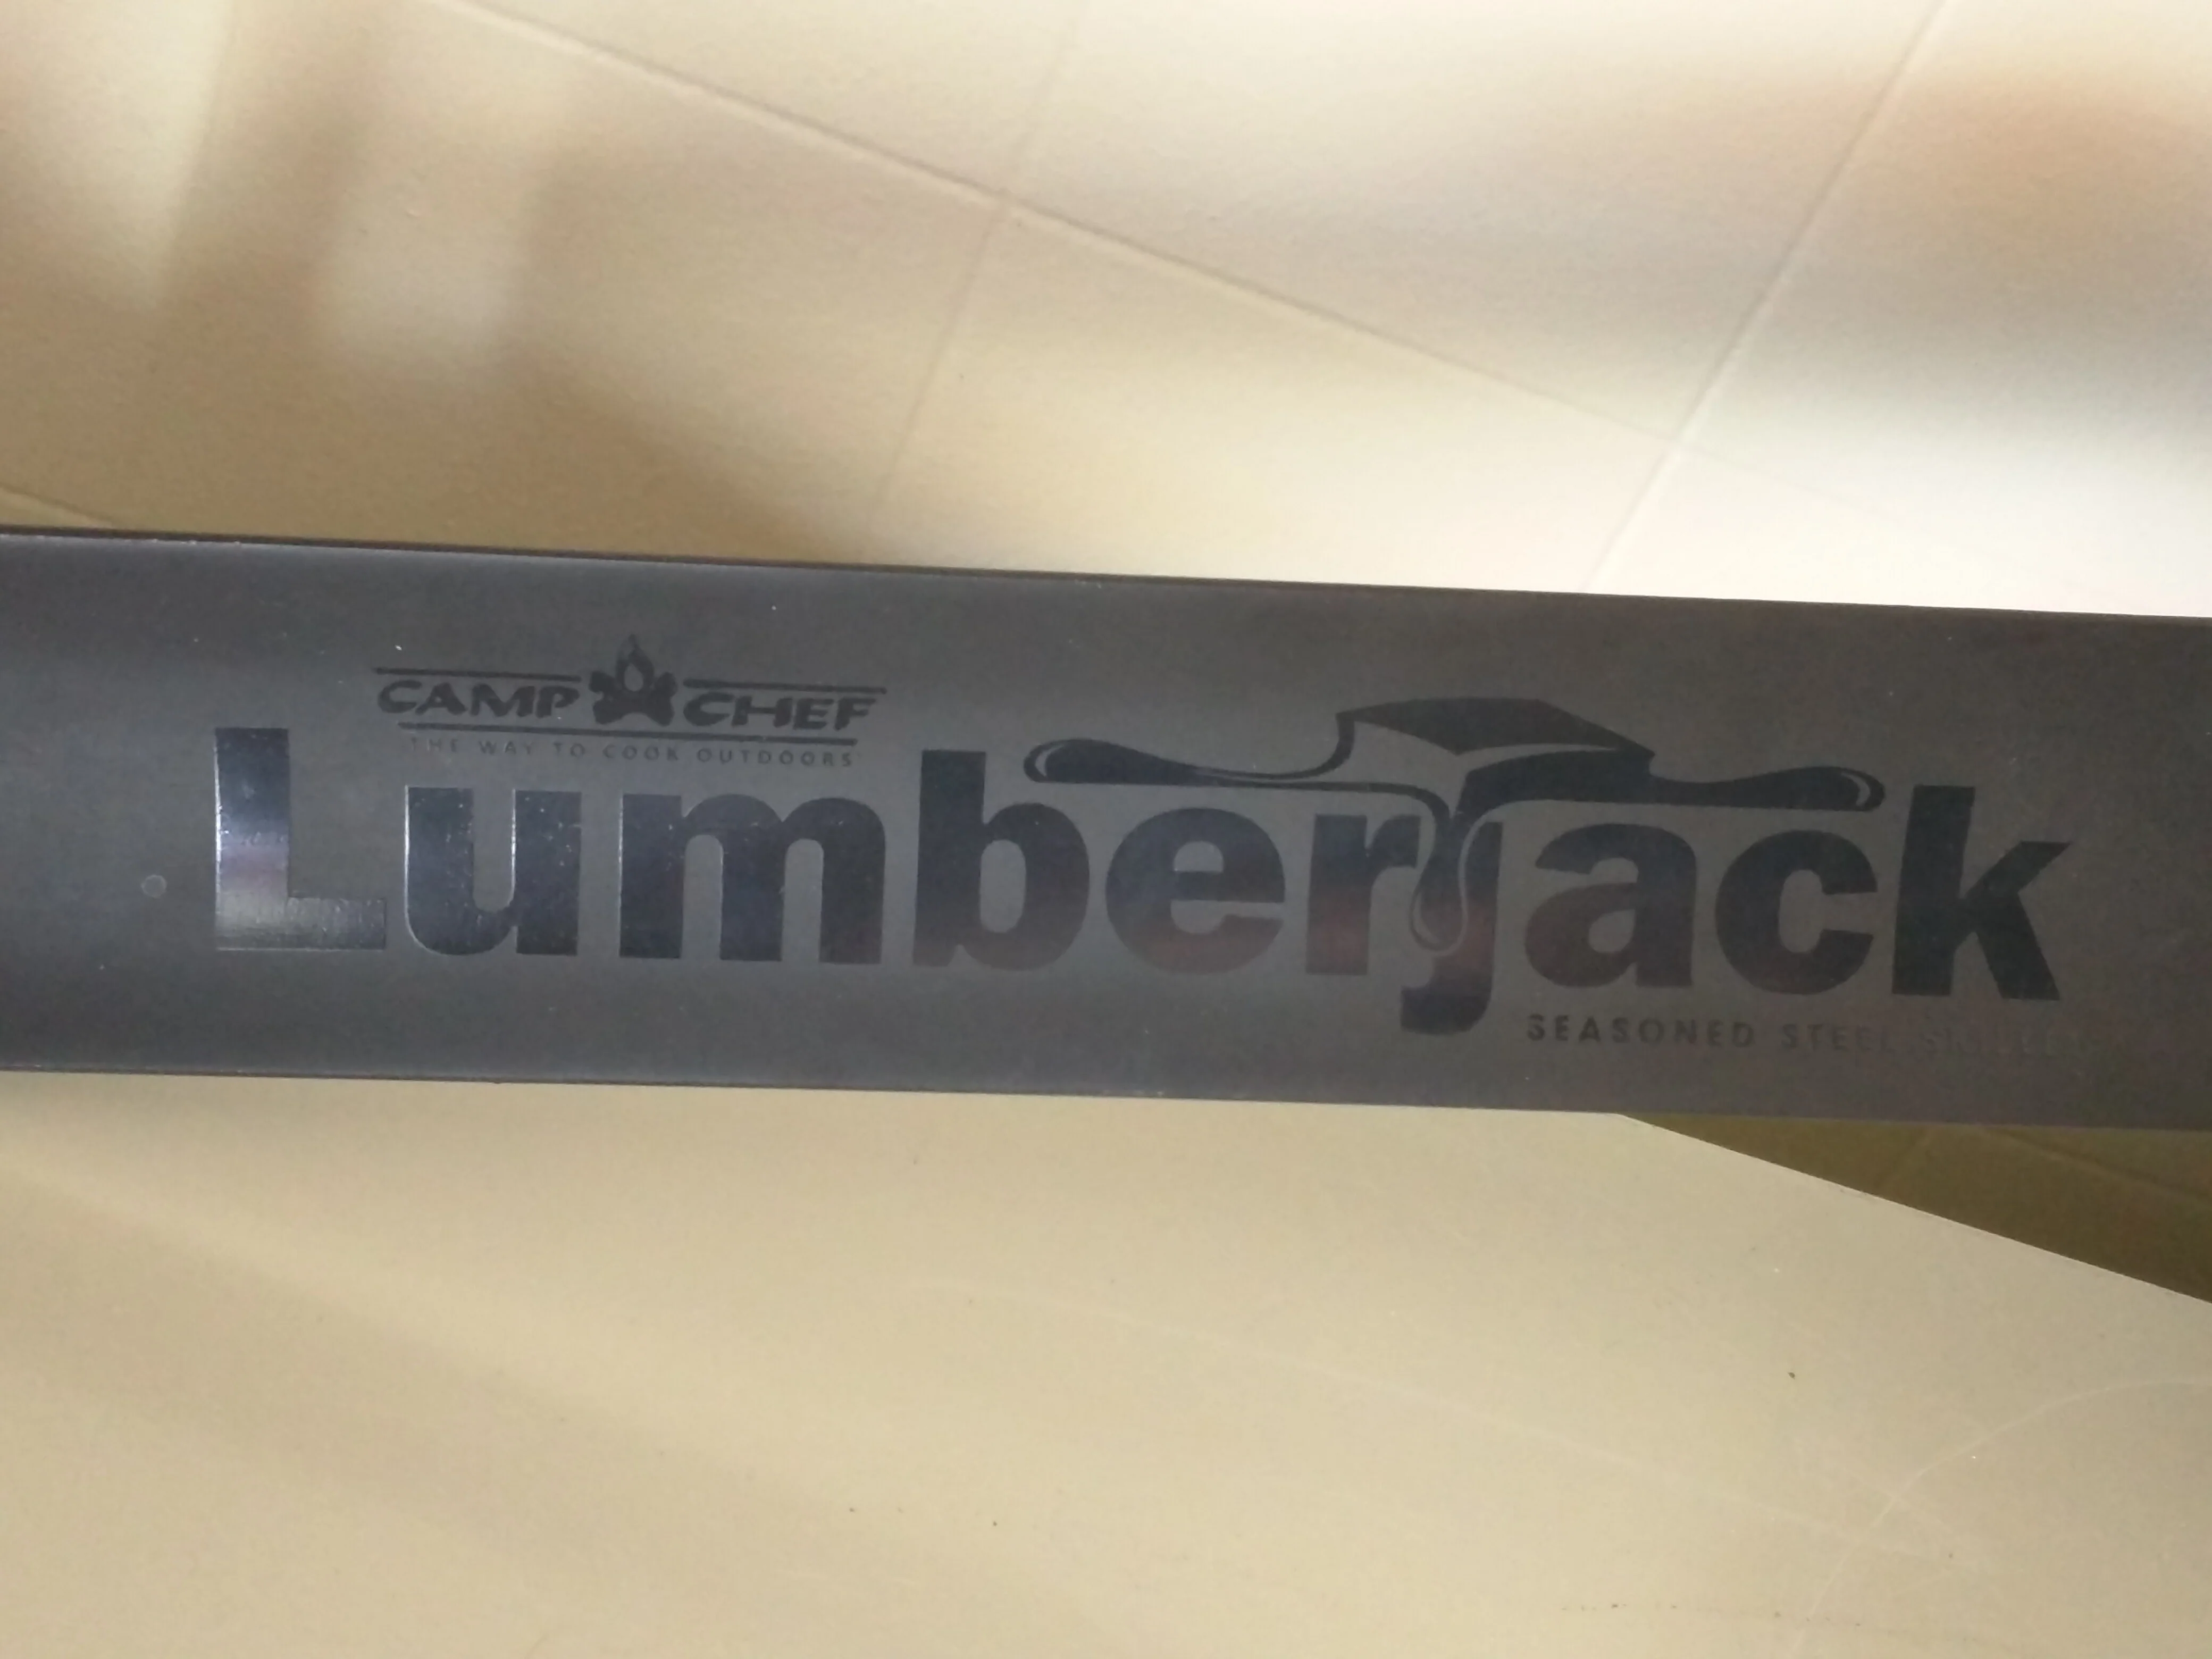 CAMP CHEF
THE WAY TO COOK OUTDOORS
Lumberjack
SEASONED STEEL